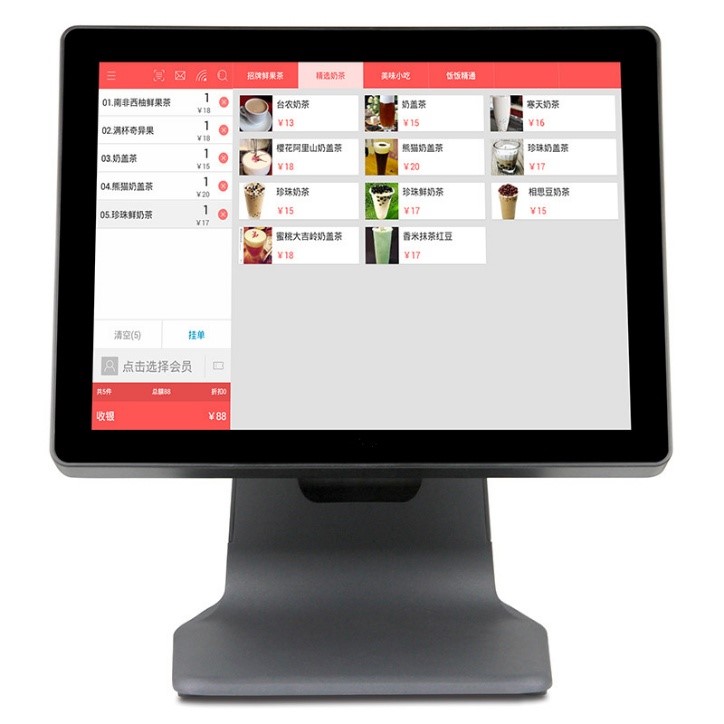 招牌鲜果茶 精选奶茶 美味小吃 饭饭精通
01.南非西柚鲜果茶 1
￥18
02.满杯奇异果 1
￥18
03.奶盖茶 1
￥15
04.熊猫奶盖茶 1
￥20
05.珍珠鲜奶茶 1
￥17
清空(5) 挂单
点击选择会员
共5件 总额88 折扣0
收银 ￥88
台农奶茶
￥13
奶盖茶
￥15
寒天奶茶
￥16
樱花阿里山奶盖茶
￥18
熊猫奶盖茶
￥20
珍珠奶盖茶
￥17
珍珠奶茶
￥15
珍珠鲜奶茶
￥17
相思豆奶茶
￥15
蜜桃大吉岭奶盖茶
￥18
香米抹茶红豆
￥17